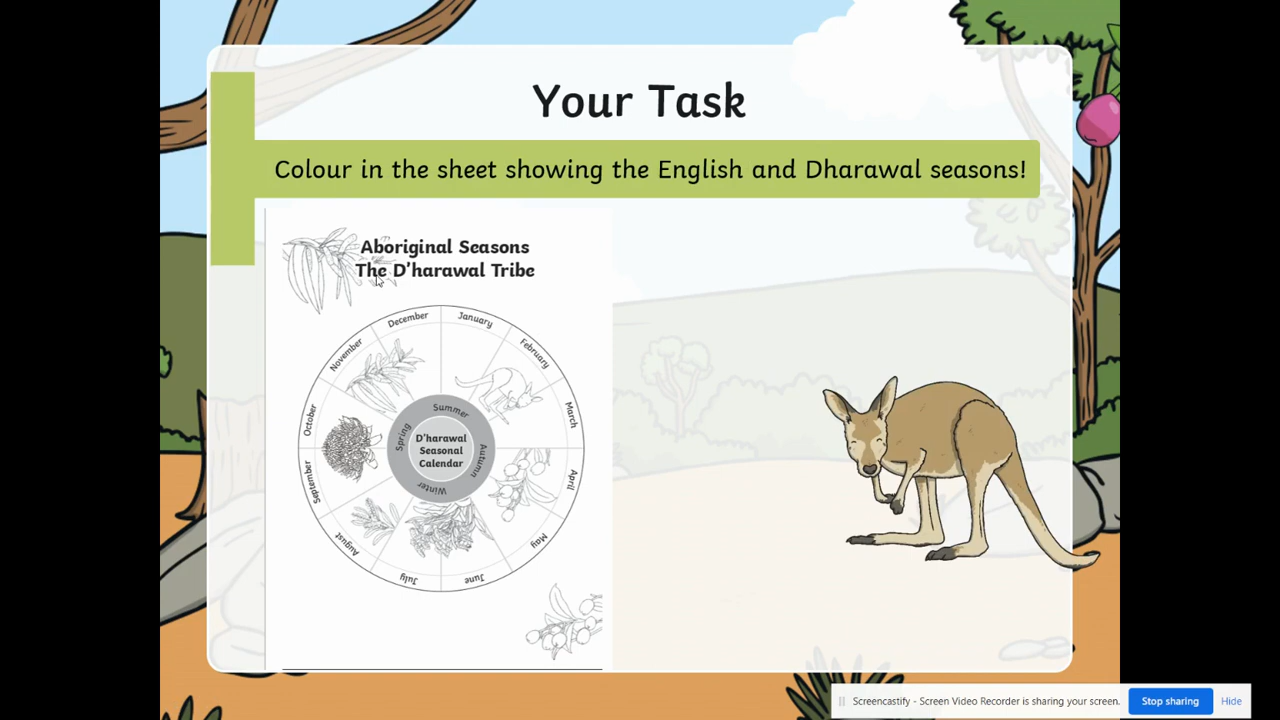 Your Task
Colour in the sheet showing the English and Dharawal seasons!
Aboriginal Seasons
The D'harawal Tribe
January
February
March
April
May
June
July
August
September
October
November
December
Summer
Autumn
Winter
Spring
D'harawal
Seasonal
Calendar
Screencastify - Screen Video Recorder is sharing your screen.
Stop sharing
Hide